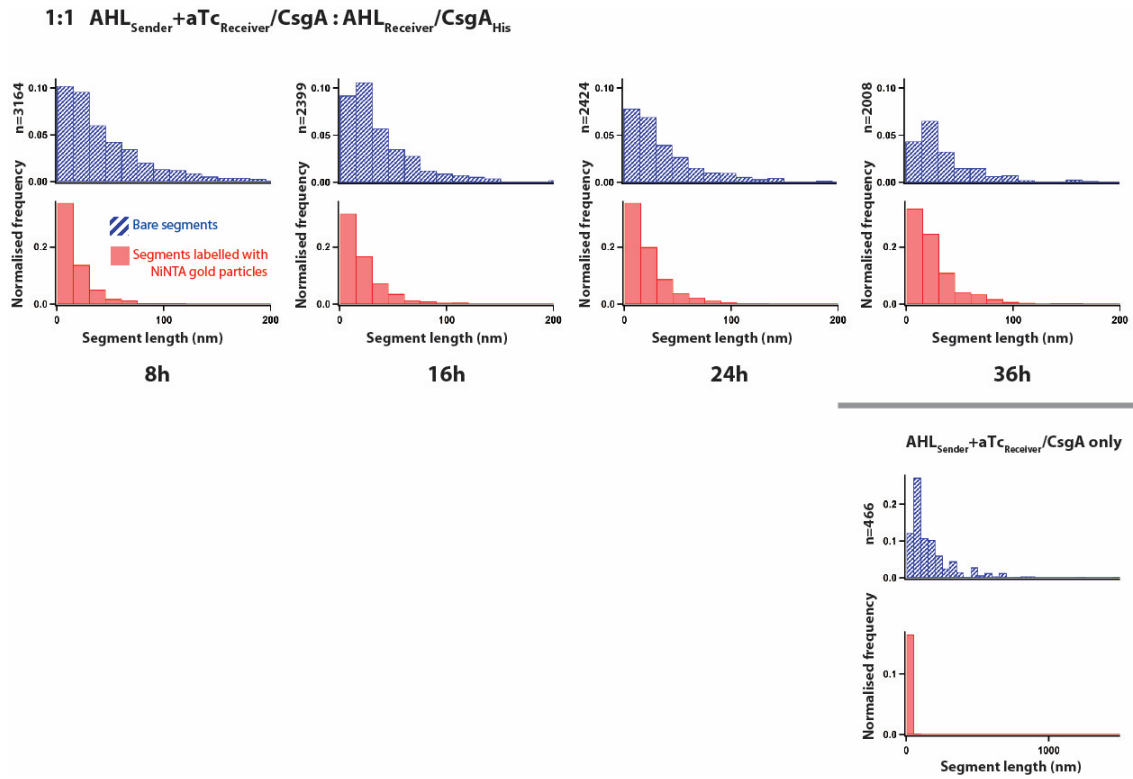 1:1 AHLSender+aTcReceiver/CsgA : AHLReceiver/CsgAHis
n=3164
0.10
0.05
0.00
n=2399
0.10
0.05
0.00
n=2424
0.10
0.05
0.00
n=2008
0.10
0.05
0.00
Normalised frequency
0.2
0.0
Bare segments
Segments labelled with
NiNTA gold particles
Normalised frequency
0.2
0.0
Normalised frequency
0.2
0.0
Normalised frequency
0.2
0.0
0 100 200
0 100 200
0 100 200
0 100 200
Segment length (nm)
Segment length (nm)
Segment length (nm)
Segment length (nm)
8h
16h
24h
36h
AHLSender+aTcReceiver/CsgA only
n=466
0.2
0.1
0.0
Normalised frequency
0.1
0.0
0 1000
Segment length (nm)